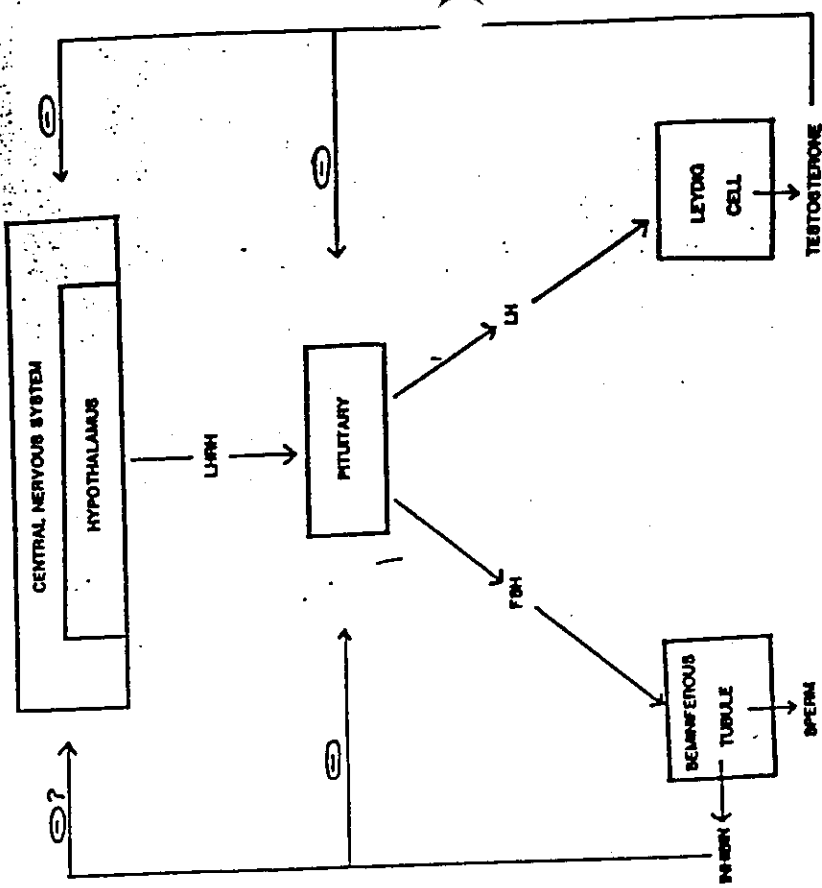 CENTRAL NERVOUS SYSTEM
HYPOTHALAMUS
LHRH
PITUITARY
FSH
LH
SEMINIFEROUS
TUBULE
LEYDIG
CELL
INHIBIN
SPERM
TESTOSTERONE
(-)?
(-)
(-)
(-)